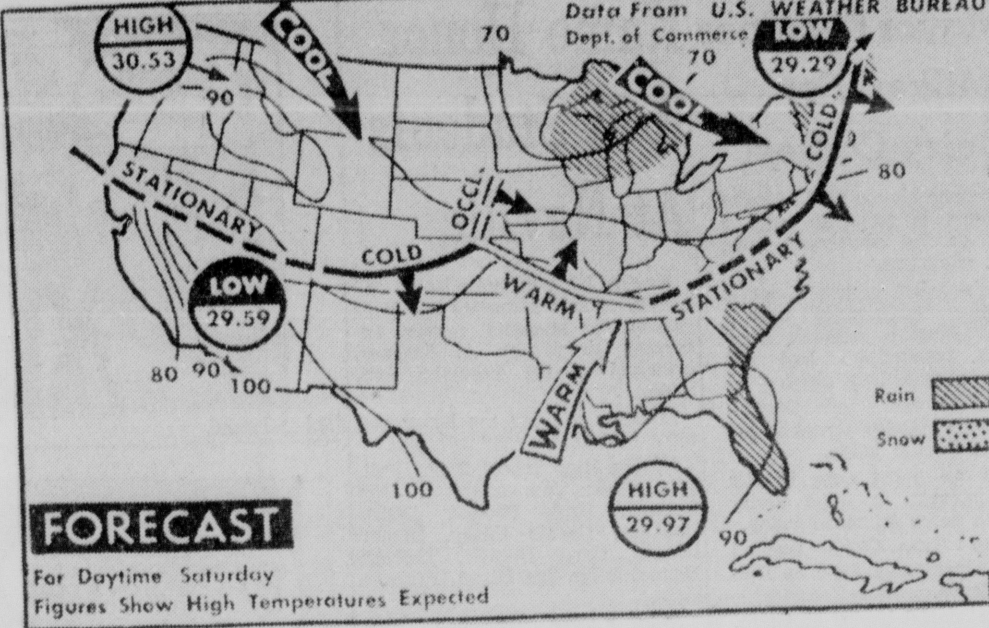 Data From U.S. WEATHER BUREAU
Dept. of Commerce
HIGH
30.53
COOL
70
70
LOW
29.29
COOL
90
COLD
80
STATIONARY
OCCL.
COLD
WARM
STATIONARY
LOW
29.59
80 90 100
WARM
Rain
Snow
100
HIGH
29.97
90
FORECAST
For Daytime Saturday
Figures Show High Temperatures Expected